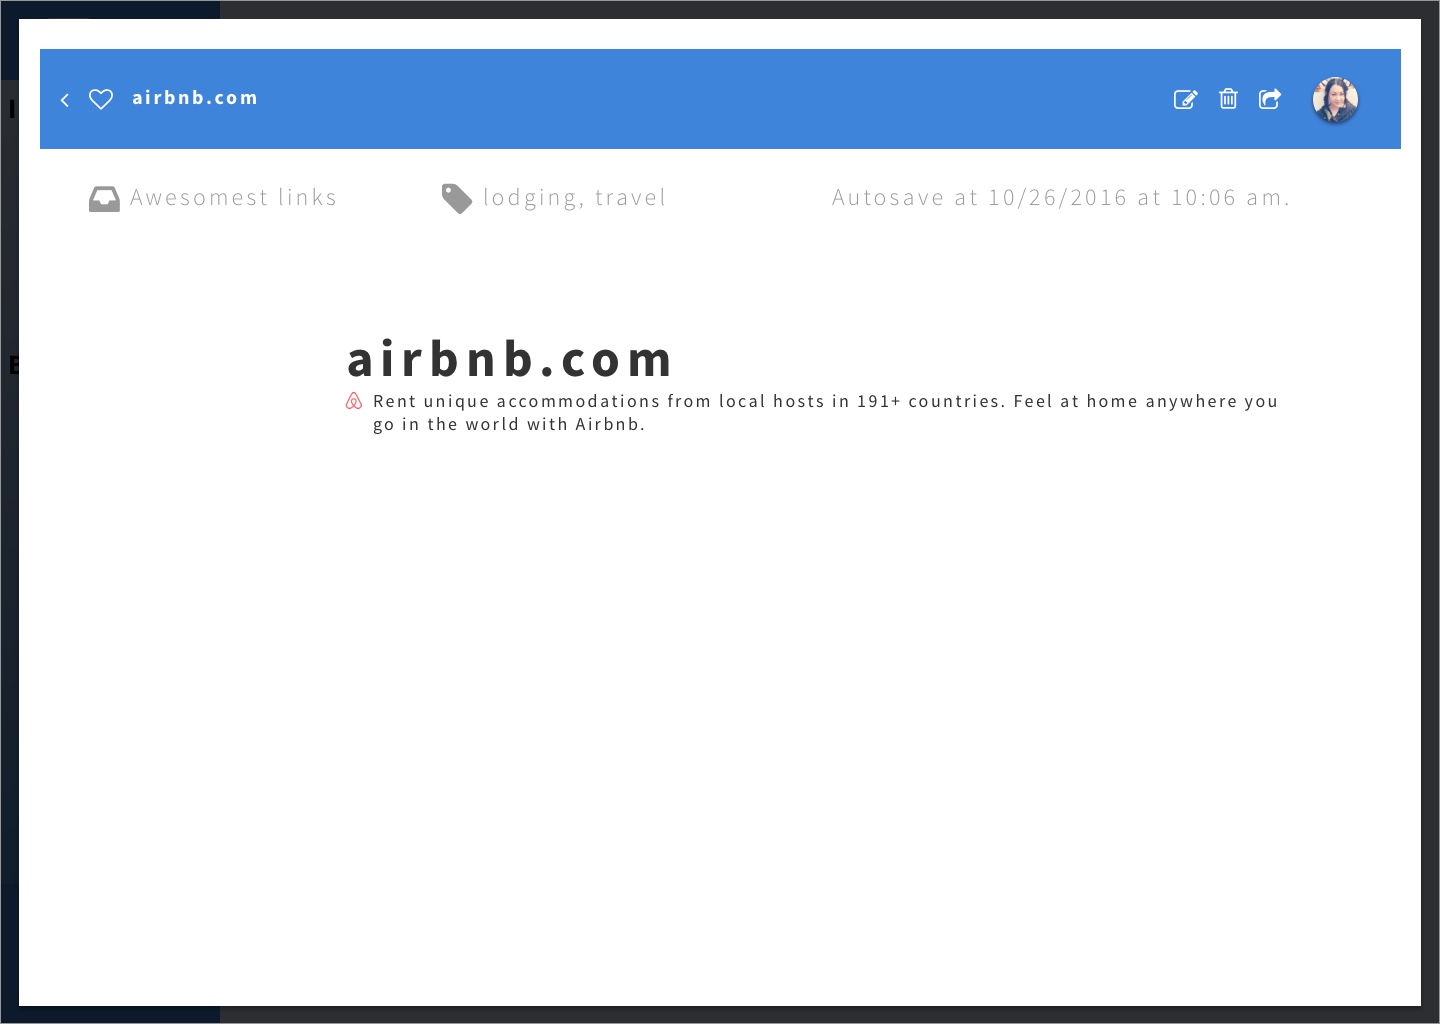 airbnb.com
Awesomest links
lodging, travel
Autosave at 10/26/2016 at 10:06 am.
airbnb.com
Rent unique accommodations from local hosts in 191+ countries. Feel at home anywhere you
go in the world with Airbnb.